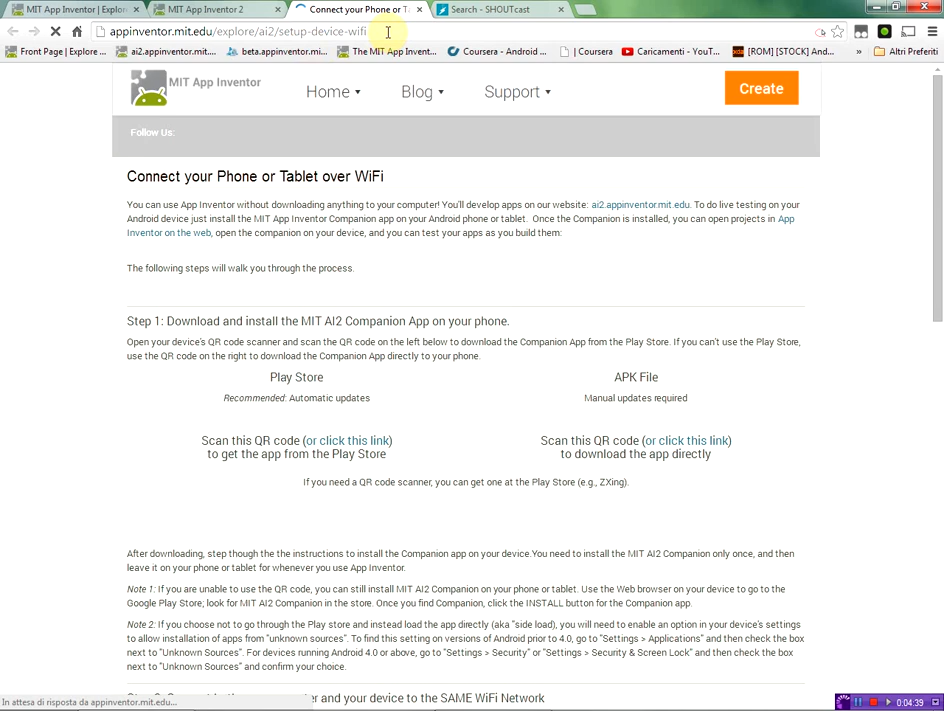 MIT App Inventor | Explor
MIT App Inventor 2
Connect your Phone or Ta
Search - SHOUTcast
appinventor.mit.edu/explore/ai2/setup-device-wifi
Front Page | Explore ...
ai2.appinventor.mit....
beta.appinventor.mi...
The MIT App Invent...
Coursera - Android ...
| Coursera
Caricamenti - YouT...
[ROM] [STOCK] And...
»
Altri Preferiti
MIT App Inventor
Home
Blog
Support
Create
Follow Us:
Connect your Phone or Tablet over WiFi
You can use App Inventor without downloading anything to your computer! You'll develop apps on our website: ai2.appinventor.mit.edu. To do live testing on your
Android device just install the MIT App Inventor Companion app on your Android phone or tablet. Once the Companion is installed, you can open projects in App
Inventor on the web, open the companion on your device, and you can test your apps as you build them:
The following steps will walk you through the process.
Step 1: Download and install the MIT AI2 Companion App on your phone.
Open your device's QR code scanner and scan the QR code on the left below to download the Companion App from the Play Store. If you can't use the Play Store,
use the QR code on the right to download the Companion App directly to your phone.
Play Store
Recommended: Automatic updates
Scan this QR code (or click this link)
to get the app from the Play Store
APK File
Manual updates required
Scan this QR code (or click this link)
to download the app directly
If you need a QR code scanner, you can get one at the Play Store (e.g., ZXing).
After downloading, step though the the instructions to install the Companion app on your device.You need to install the MIT AI2 Companion only once, and then
leave it on your phone or tablet for whenever you use App Inventor.
Note 1: If you are unable to use the QR code, you can still install MIT AI2 Companion on your phone or tablet. Use the Web browser on your device to go to the
Google Play Store; look for MIT AI2 Companion in the store. Once you find Companion, click the INSTALL button for the Companion app.
Note 2: If you choose not to go through the Play store and instead load the app directly (aka "side load), you will need to enable an option in your device's settings
to allow installation of apps from "unknown sources". To find this setting on versions of Android prior to 4.0, go to "Settings > Applications" and then check the box
next to "Unknown Sources". For devices running Android 4.0 or above, go to "Settings > Security" or "Settings > Security & Screen Lock" and then check the box
next to "Unknown Sources" and confirm your choice.
er and your device to the SAME WiFi Network
In attesa di risposta da appinventor.mit.edu...
0:04:39